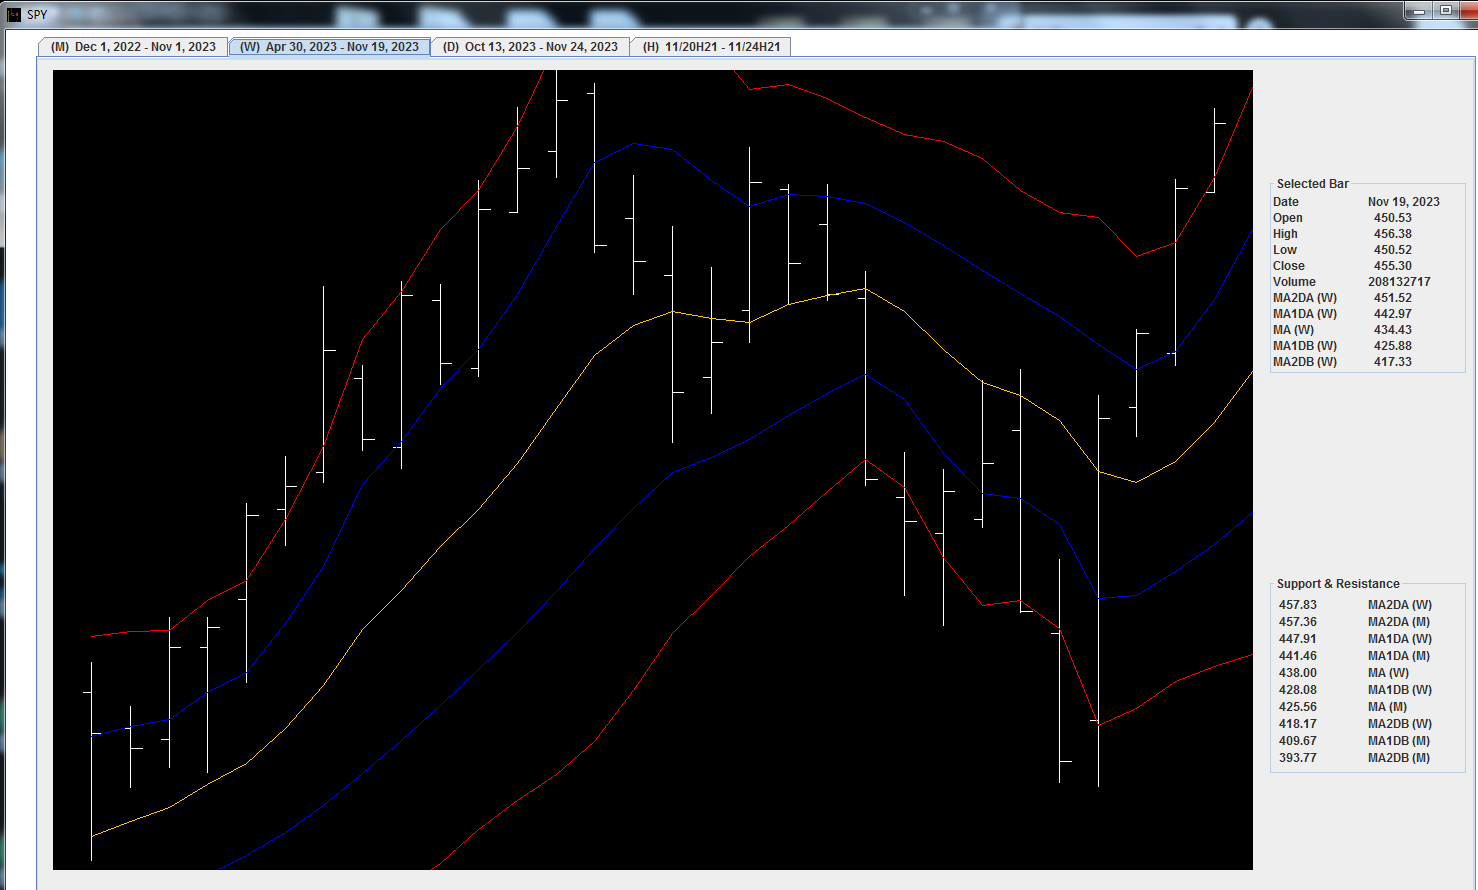 SPY
(M) Dec 1, 2022 - Nov 1, 2023 (W) Apr 30, 2023 - Nov 19, 2023 (D) Oct 13, 2023 - Nov 24, 2023 (H) 11/20H21 - 11/24H21
Selected Bar
Date Nov 19, 2023
Open 450.53
High 456.38
Low 450.52
Close 455.30
Volume 208132717
MA2DA (W) 451.52
MA1DA (W) 442.97
MA (W) 434.43
MA1DB (W) 425.88
MA2DB (W) 417.33
Support & Resistance
457.83 MA2DA (W)
457.36 MA2DA (M)
447.91 MA1DA (W)
441.46 MA1DA (M)
438.00 MA (W)
428.08 MA1DB (W)
425.56 MA (M)
418.17 MA2DB (W)
409.67 MA1DB (M)
393.77 MA2DB (M)